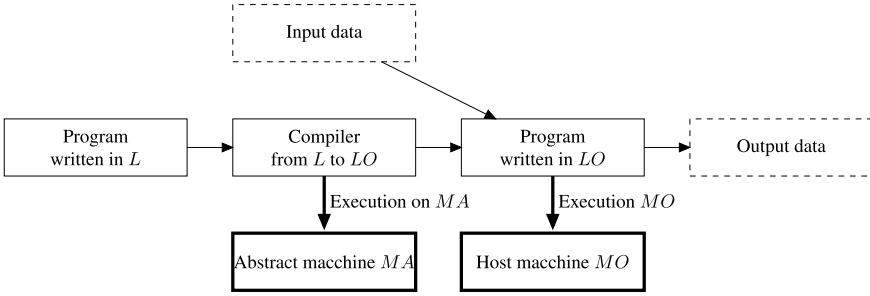 Input data
Program
written in L
Compiler
from L to LO
Program
written in LO
Output data
Execution on MA
Execution MO
Abstract macchine MA
Host macchine MO